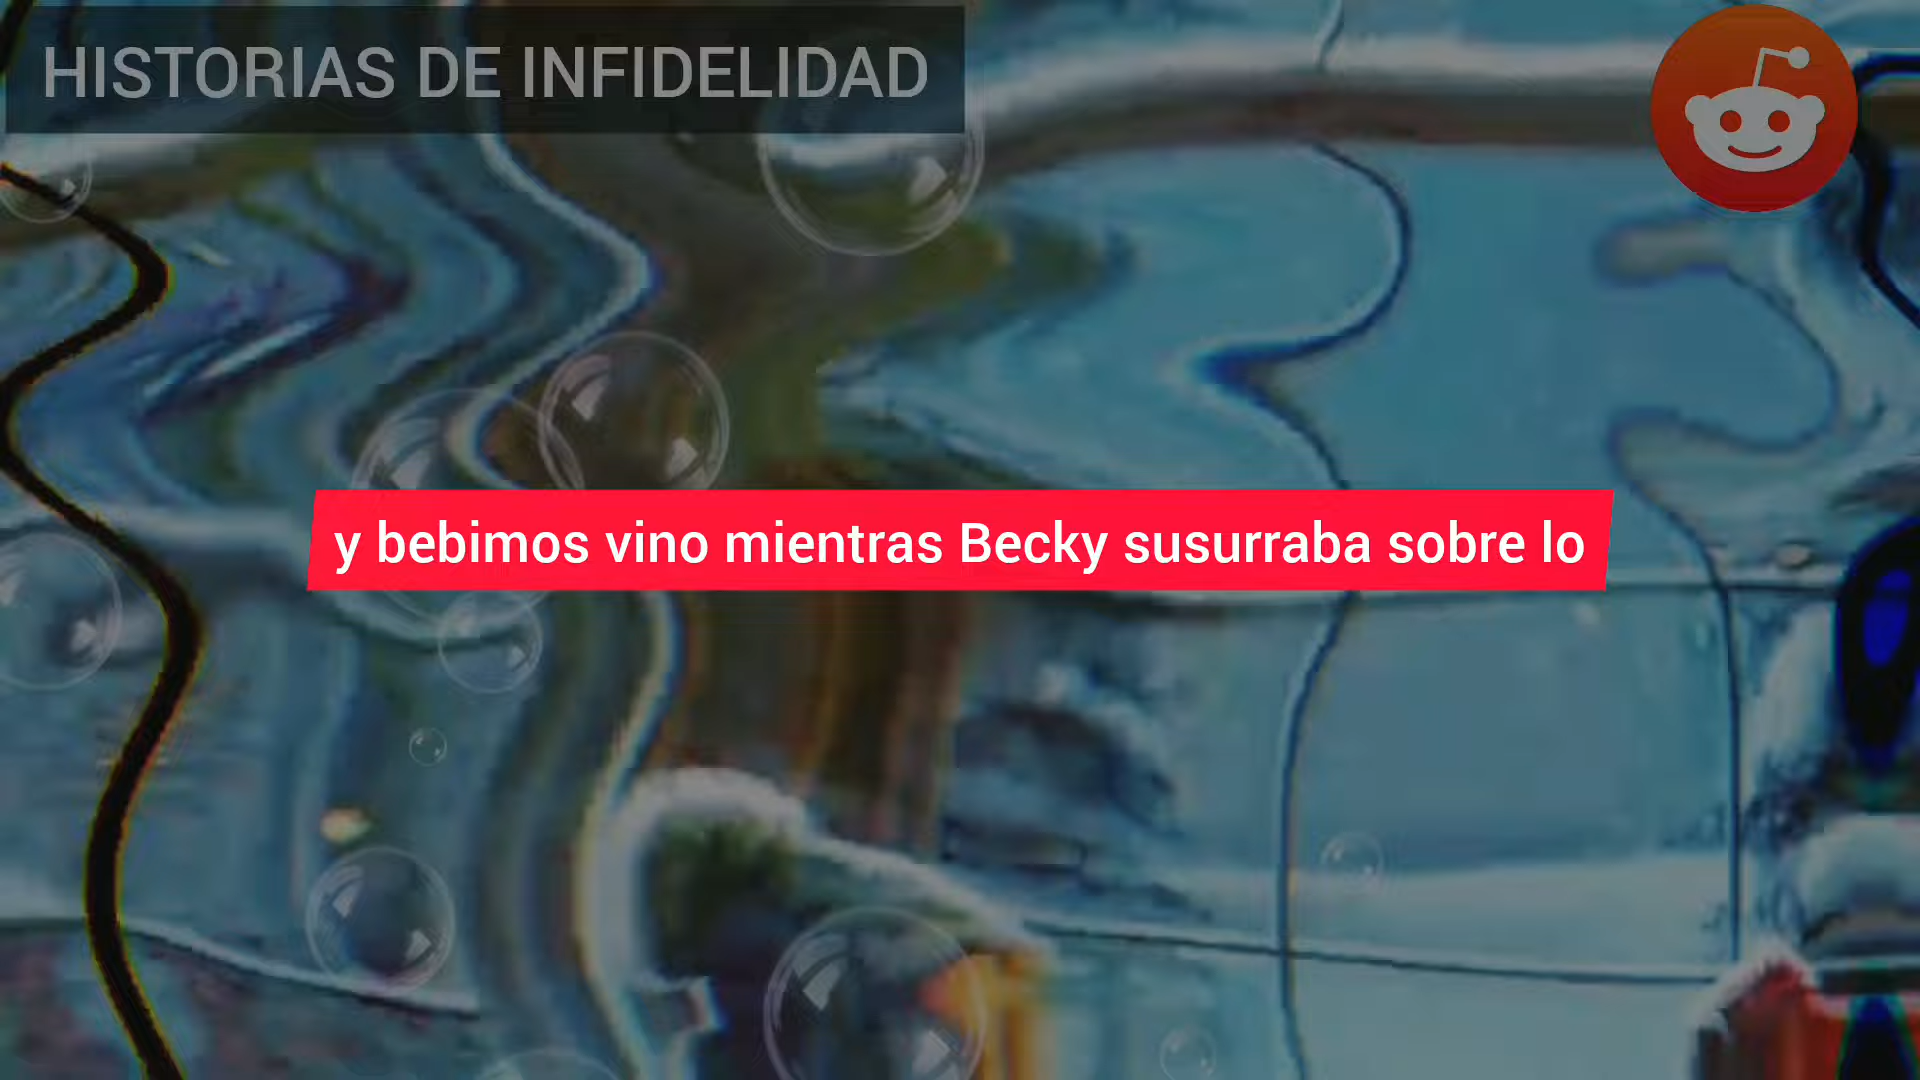 HISTORIAS DE INFIDELIDAD
y bebimos vino mientras Becky susurraba sobre lo